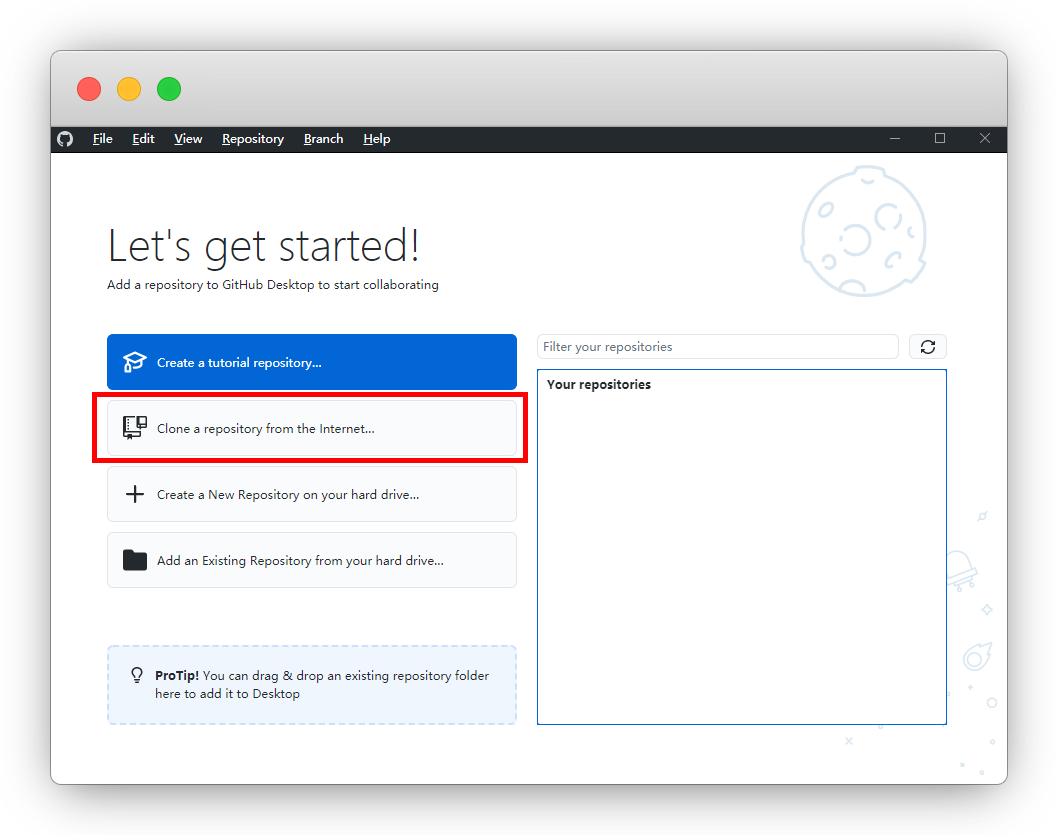 File Edit View Repository Branch Help
Let's get started!
Add a repository to GitHub Desktop to start collaborating
Create a tutorial repository...
Clone a repository from the Internet...
Create a New Repository on your hard drive...
Add an Existing Repository from your hard drive...
ProTip! You can drag & drop an existing repository folder
here to add it to Desktop
Filter your repositories
Your repositories